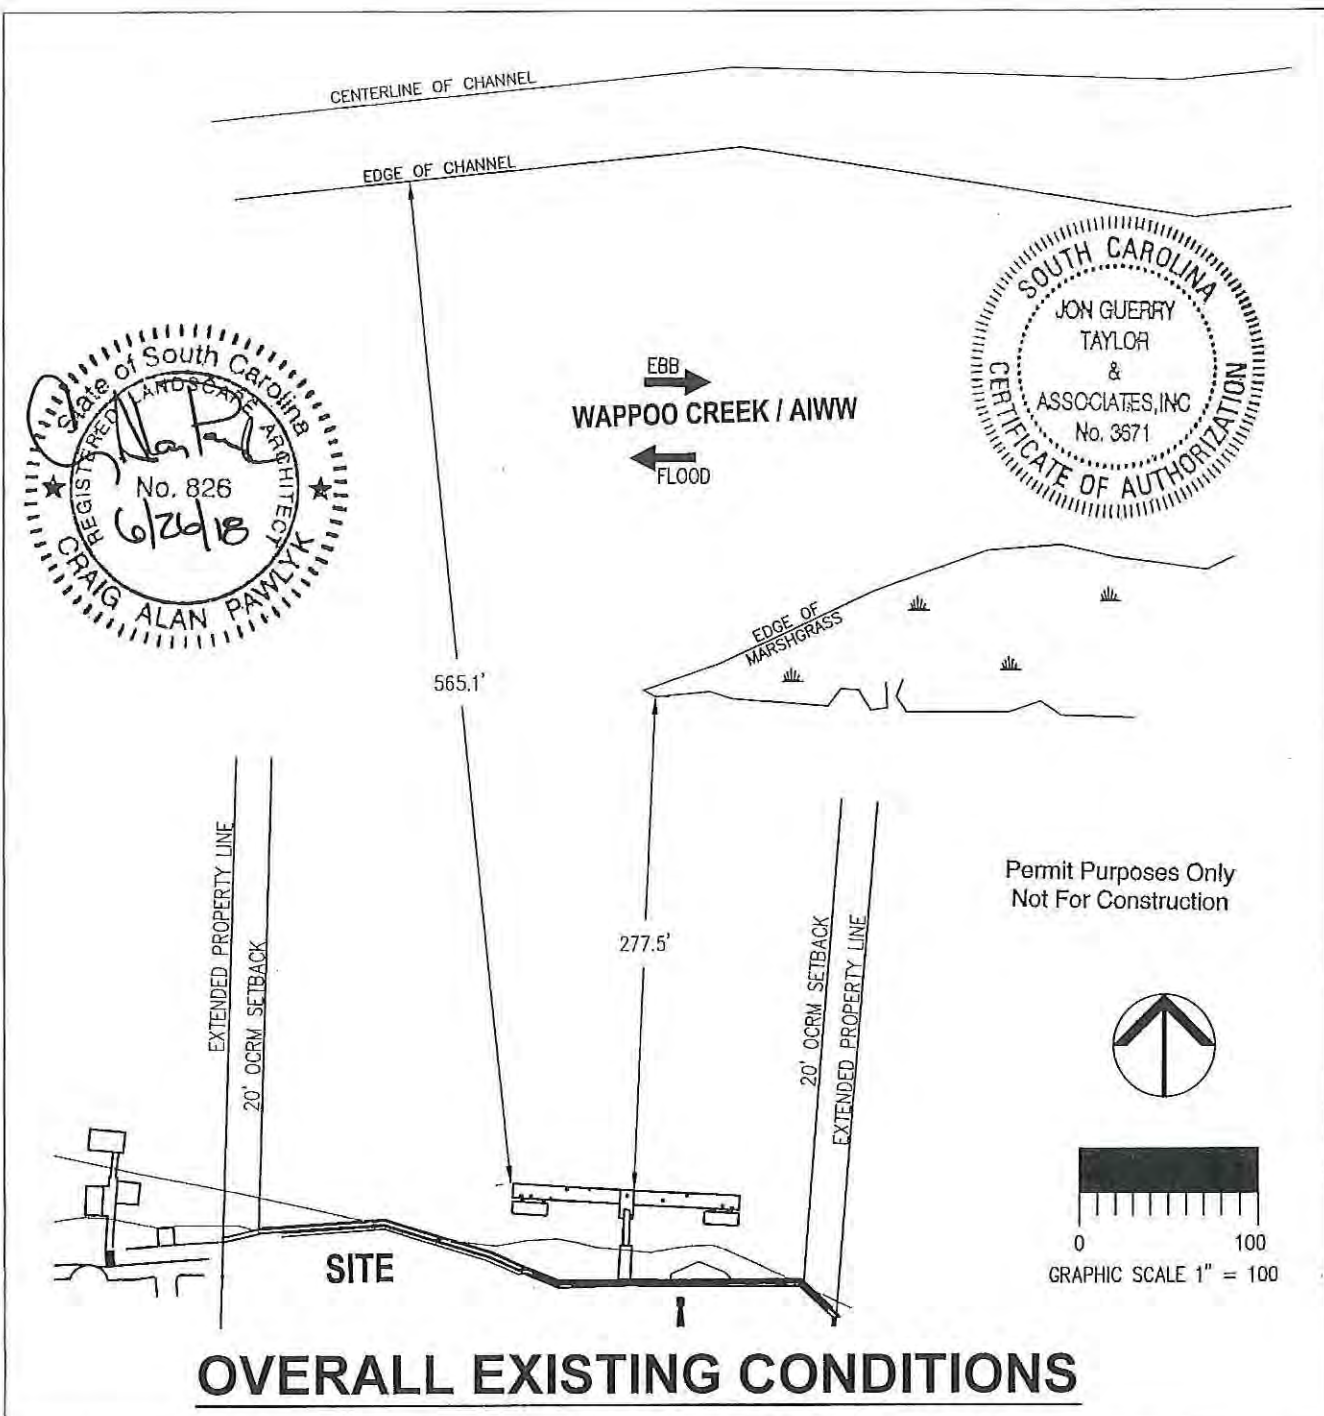 CENTERLINE OF CHANNEL
EDGE OF CHANNEL
SOUTH CAROLINA
CERTIFICATE OF AUTHORIZATION
JON GUERRY
TAYLOR
&
ASSOCIATES,INC
No. 3671
State of South Carolina
REGISTERED LANDSCAPE ARCHITECT
No. 826
6/26/18
CRAIG ALAN PAWLYK
EBB
WAPPOO CREEK / AIWW
FLOOD
EDGE OF
MARSHGRASS
565.1'
277.5'
EXTENDED PROPERTY LINE
20' OCRM SETBACK
20' OCRM SETBACK
EXTENDED PROPERTY LINE
Permit Purposes Only
Not For Construction
0 100
GRAPHIC SCALE 1" = 100
SITE
OVERALL EXISTING CONDITIONS